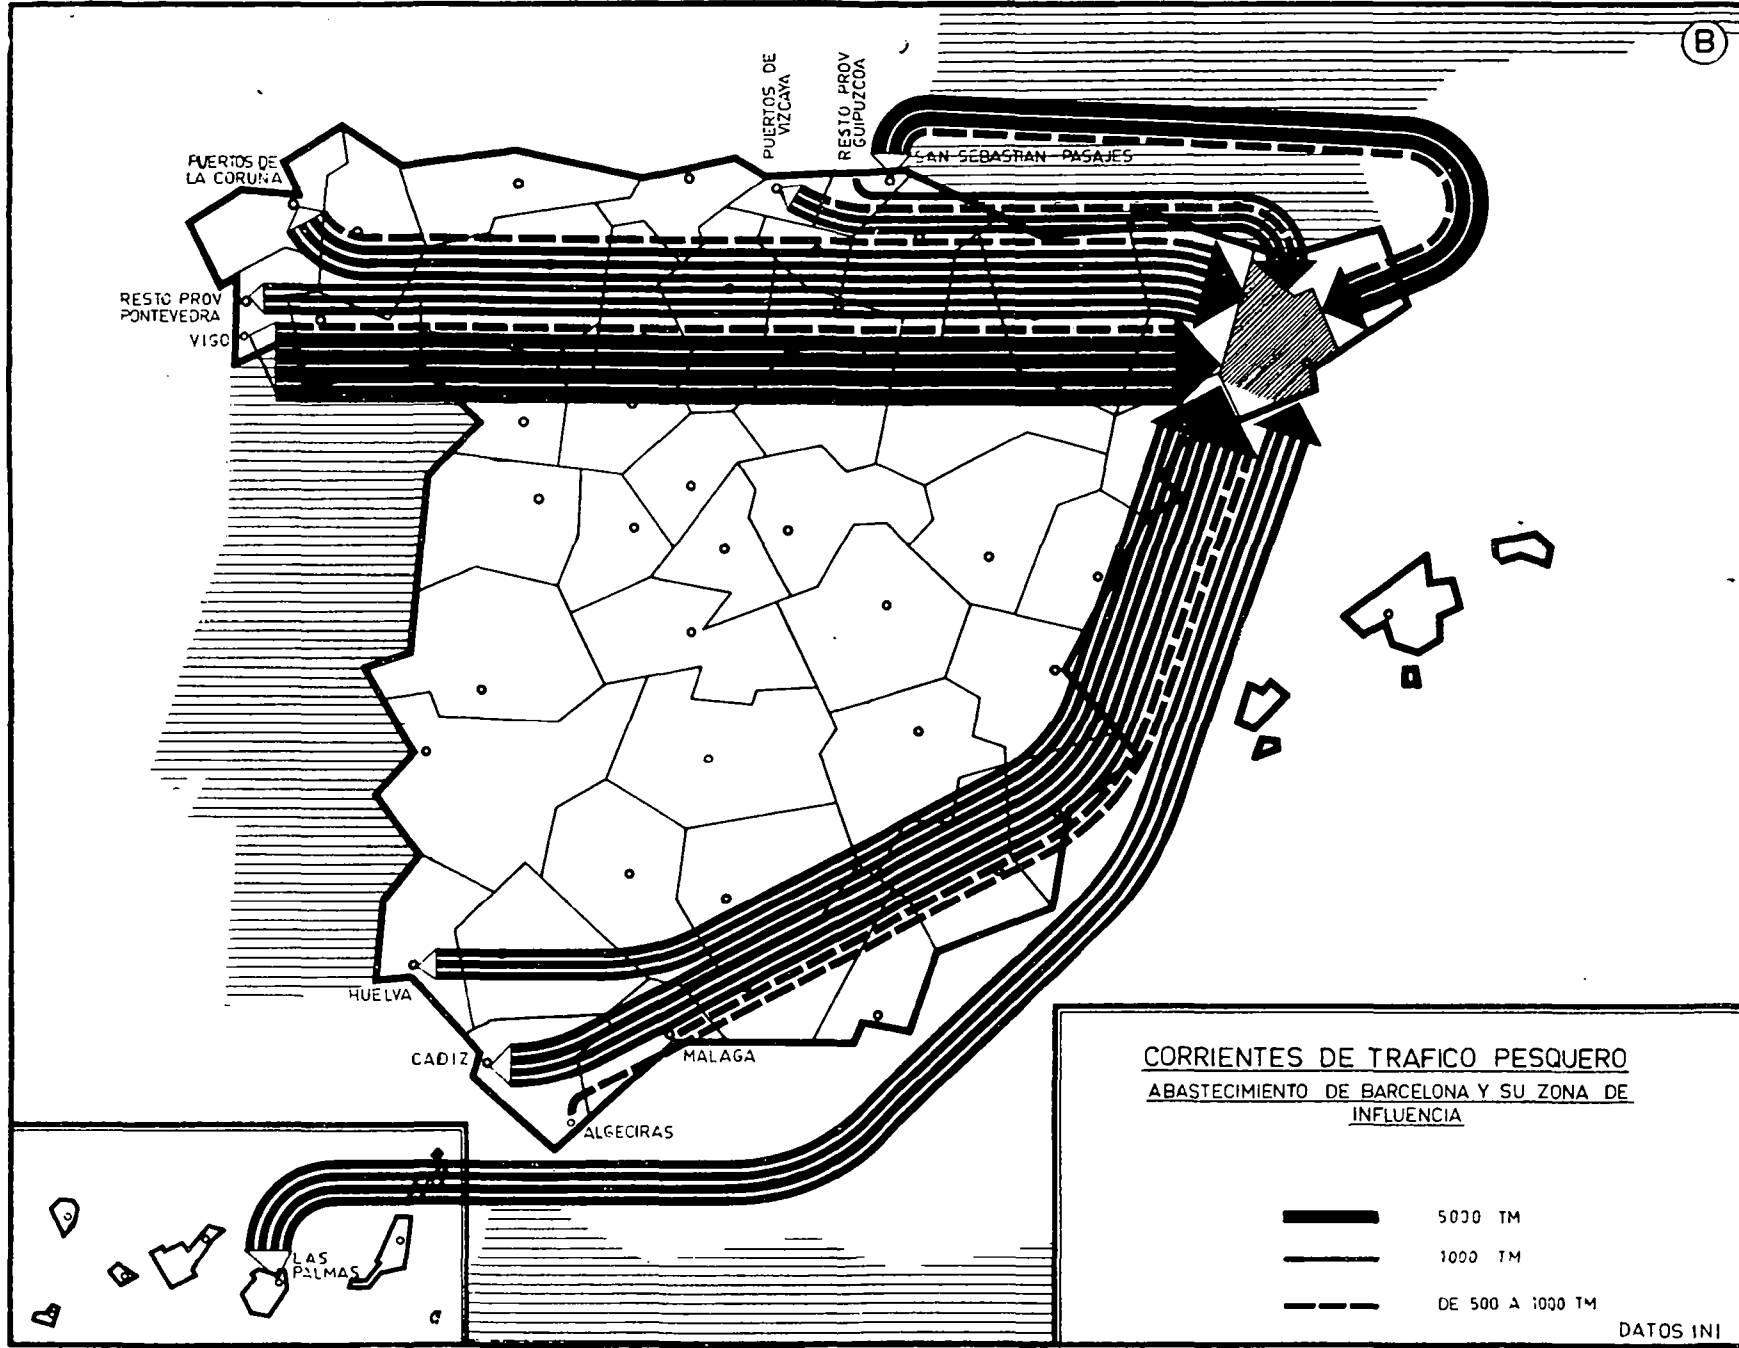 B
PUERTOS DE
VIZCAYA
RESTO PROV
GUIPUZCOA
SAN SEBASTIAN PASAJES
PUERTOS DE
LA CORUÑA
RESTO PROV
PONTEVEDRA
VIGO
HUELVA
CADIZ
MALAGA
ALGECIRAS
LAS
PALMAS
CORRIENTES DE TRAFICO PESQUERO
ABASTECIMIENTO DE BARCELONA Y SU ZONA DE
INFLUENCIA
5000 TM
1000 TM
DE 500 A 1000 TM
DATOS INI